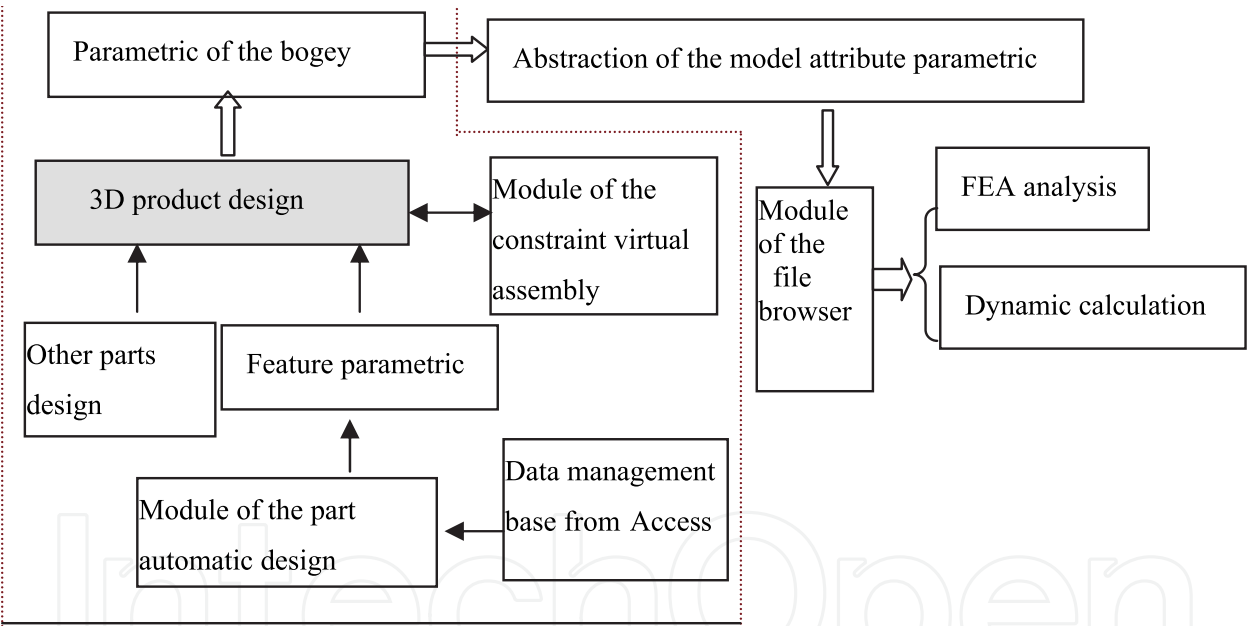 Parametric of the bogey
Abstraction of the model attribute parametric
3D product design
Module of the
constraint virtual
assembly
Module
of the
file
browser
FEA analysis
Dynamic calculation
Other parts
design
Feature parametric
Module of the part
automatic design
Data management
base from Access
IntechOpen